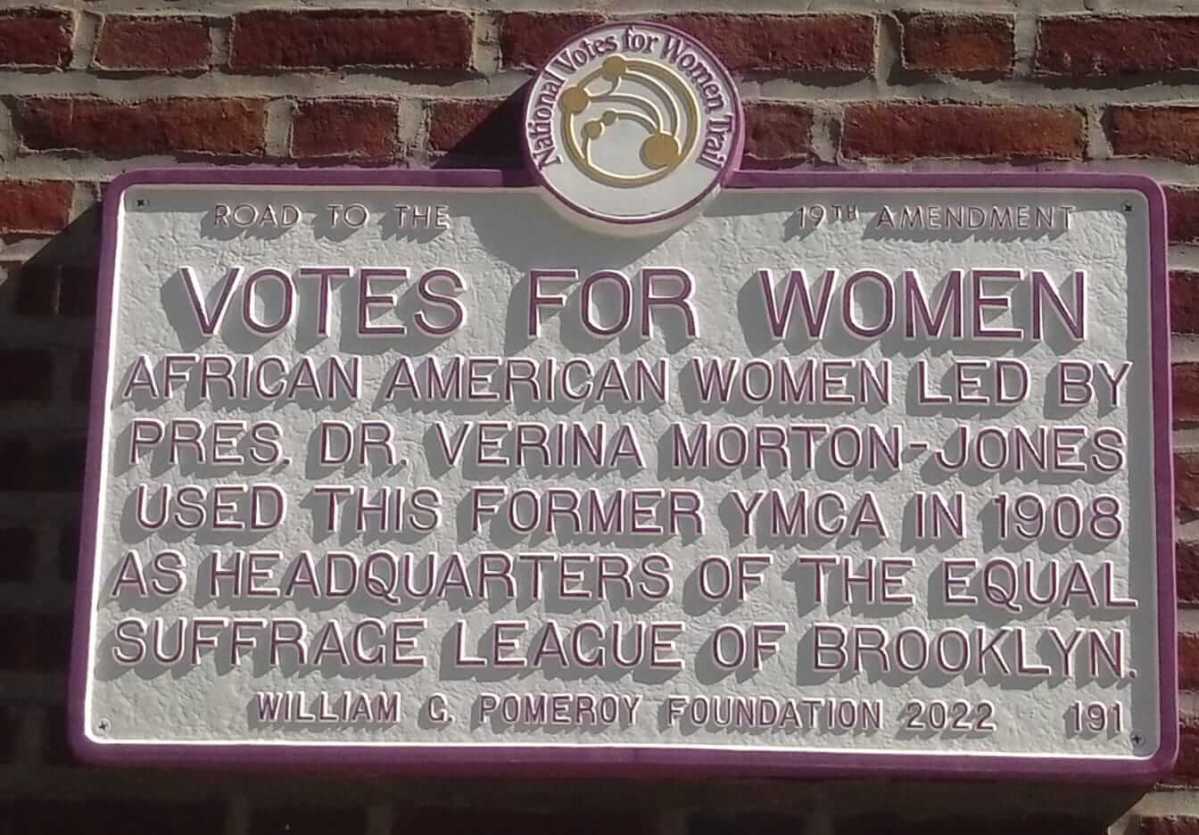 National Votes for Women Trail
ROAD TO THE 19TH AMENDMENT
VOTES FOR WOMEN
AFRICAN AMERICAN WOMEN LED BY
PRES. DR. VERINA MORTON-JONES
USED THIS FORMER YMCA IN 1908
AS HEADQUARTERS OF THE EQUAL
SUFFRAGE LEAGUE OF BROOKLYN.
WILLIAM G. POMEROY FOUNDATION 2022 191